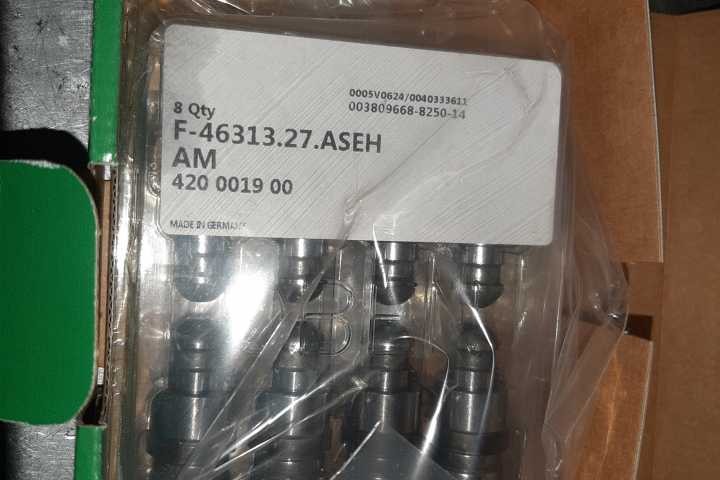 0005V0624/0040333611
003809668-8250-14
8 Qty
F-46313.27.ASEH
AM
420 0019 00
MADE IN GERMANY